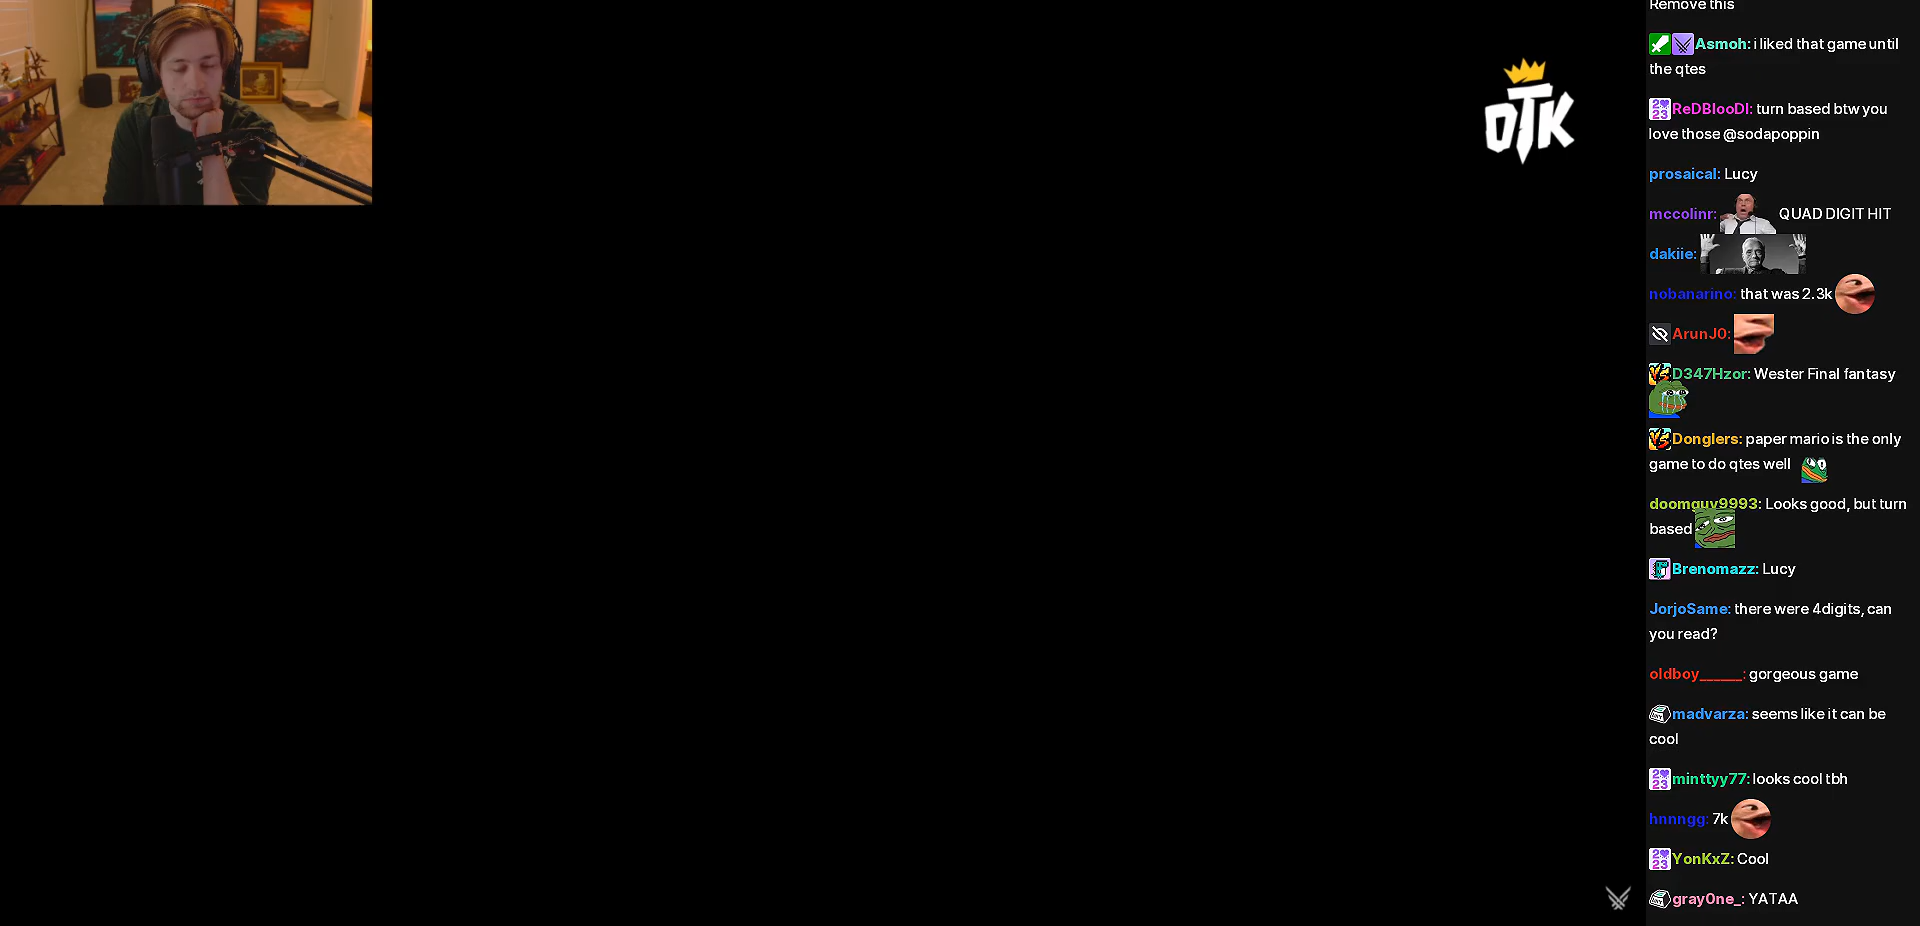 OTK
Remove this
Asmoh: i liked that game until
the qtes
ReDBlooDl: turn based btw you
love those @sodapoppin
prosaical: Lucy
mccolinr: QUAD DIGIT HIT
dakiie:
nobanarino: that was 2.3k
ArunJ0:
D347Hzor: Wester Final fantasy
Donglers: paper mario is the only
game to do qtes well
doomguy9993: Looks good, but turn
based
Brenomazz: Lucy
JorjoSame: there were 4digits, can
you read?
oldboy______: gorgeous game
madvarza: seems like it can be
cool
minttyy77: looks cool tbh
hnnngg: 7k
YonKxZ: Cool
gray0ne_: YATAA